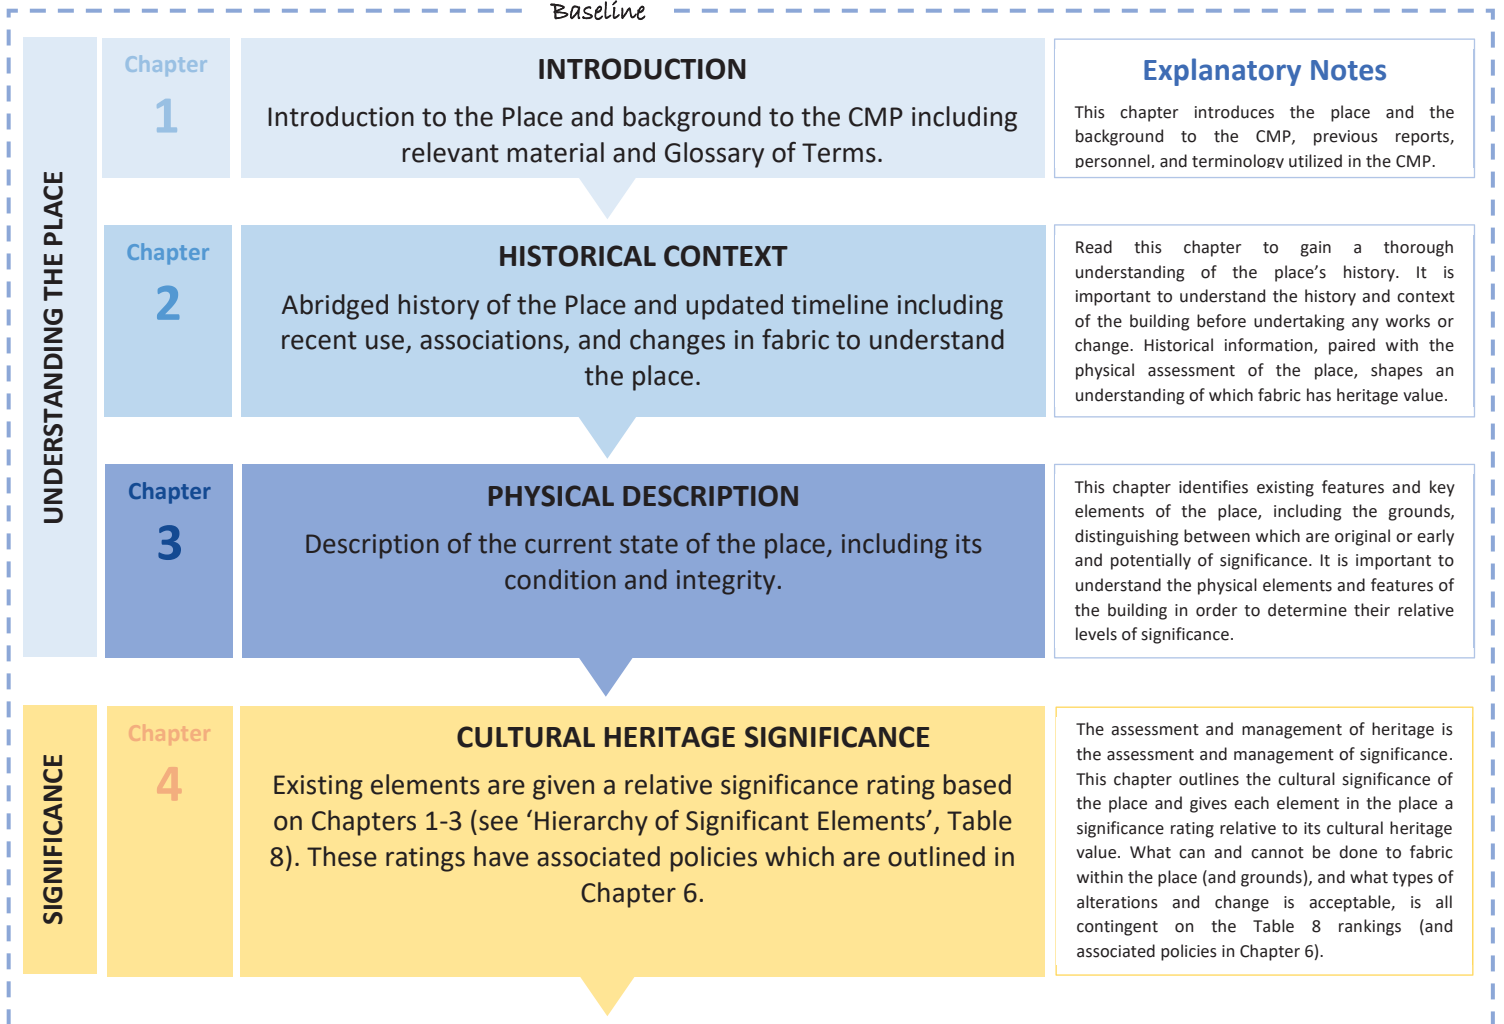 Baseline
UNDERSTANDING THE PLACE
Chapter
1
INTRODUCTION
Introduction to the Place and background to the CMP including
relevant material and Glossary of Terms.
Explanatory Notes
This chapter introduces the place and the
background to the CMP, previous reports,
personnel, and terminology utilized in the CMP.
Chapter
2
HISTORICAL CONTEXT
Abridged history of the Place and updated timeline including
recent use, associations, and changes in fabric to understand
the place.
Read this chapter to gain a thorough
understanding of the place’s history. It is
important to understand the history and context
of the building before undertaking any works or
change. Historical information, paired with the
physical assessment of the place, shapes an
understanding of which fabric has heritage value.
Chapter
3
PHYSICAL DESCRIPTION
Description of the current state of the place, including its
condition and integrity.
This chapter identifies existing features and key
elements of the place, including the grounds,
distinguishing between which are original or early
and potentially of significance. It is important to
understand the physical elements and features of
the building in order to determine their relative
levels of significance.
SIGNIFICANCE
Chapter
4
CULTURAL HERITAGE SIGNIFICANCE
Existing elements are given a relative significance rating based
on Chapters 1-3 (see ‘Hierarchy of Significant Elements’, Table
8). These ratings have associated policies which are outlined in
Chapter 6.
The assessment and management of heritage is
the assessment and management of significance.
This chapter outlines the cultural significance of
the place and gives each element in the place a
significance rating relative to its cultural heritage
value. What can and cannot be done to fabric
within the place (and grounds), and what types of
alterations and change is acceptable, is all
contingent on the Table 8 rankings (and
associated policies in Chapter 6).